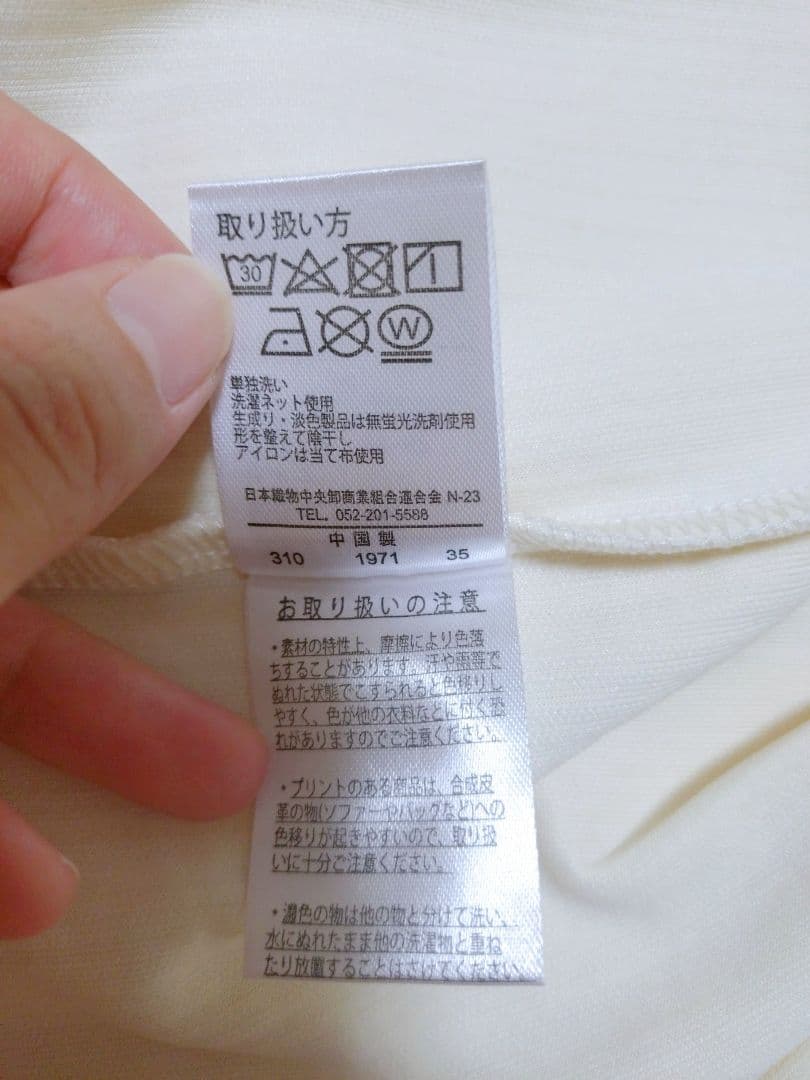 取り扱い方
30
W
単独洗い
洗濯ネット使用
生成り・淡色製品は無蛍光洗剤使用
形を整えて陰干し
アイロンは当て布使用
日本織物中央卸商業組合連合会 N-23
TEL. 052-201-5588
中国製
310 1971 35
お取り扱いの注意
・素材の特性上、摩擦により色落
ちすることがあります。汗や雨等で
ぬれた状態でこすられると色移りし
やすく、色が他の衣料などに付く恐
れがありますのでご注意ください。
・プリントのある商品は、合成皮
革の物(ソファーやバッグなど)への
色移りが起きやすいので、取り扱
いに十分ご注意ください。
・濃色の物は他の物と分けて洗い、
水にぬれたまま他の洗濯物と重ね
たり放置することはさけてください。